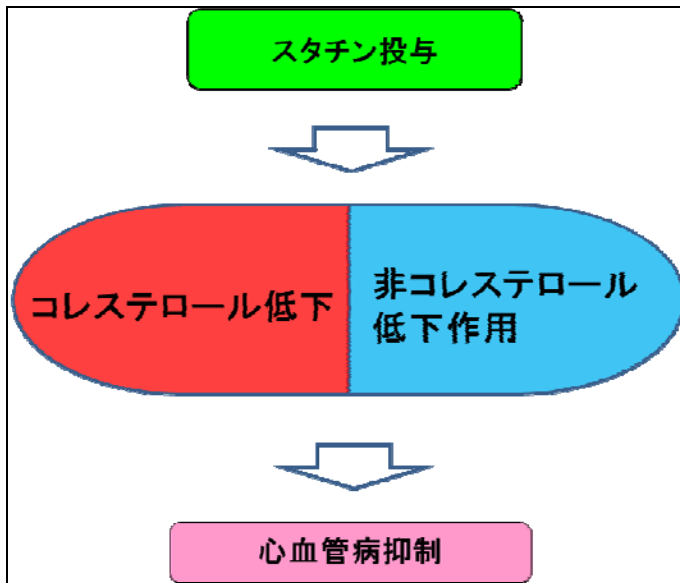 スタチン投与
コレステロール低下
非コレステロール
低下作用
心血管病抑制